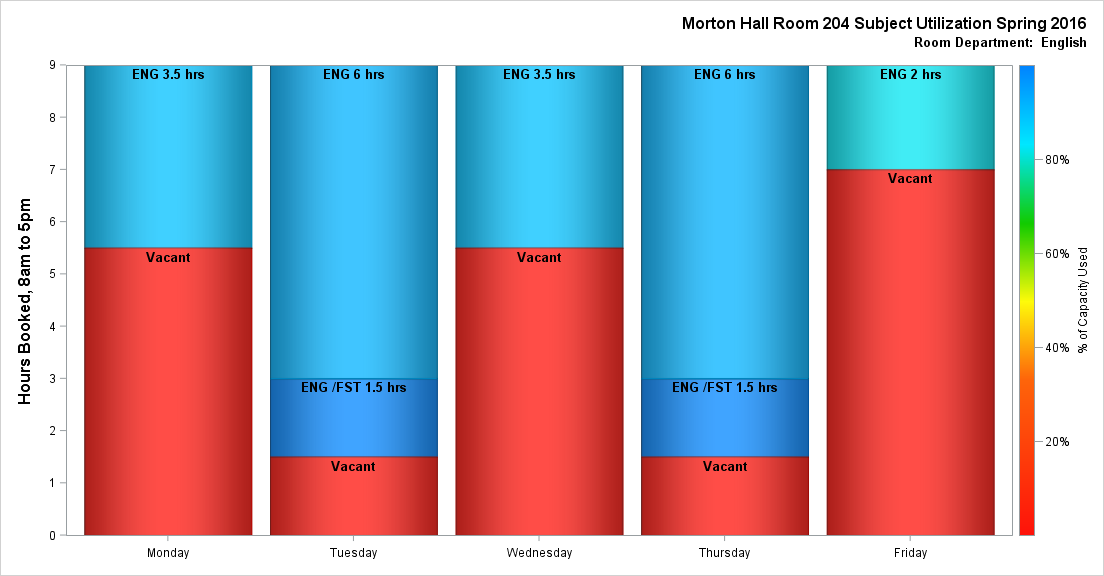 Morton Hall Room 204 Subject Utilization Spring 2016
Room Department:  English
Hours Booked, 8am to 5pm
9
8
7
6
5
4
3
2
1
0
ENG 3.5 hrs
Vacant
ENG 6 hrs
ENG /FST 1.5 hrs
Vacant
ENG 3.5 hrs
Vacant
ENG 6 hrs
ENG /FST 1.5 hrs
Vacant
ENG 2 hrs
Vacant
Monday
Tuesday
Wednesday
Thursday
Friday
80%
60%
40%
20%
% of Capacity Used